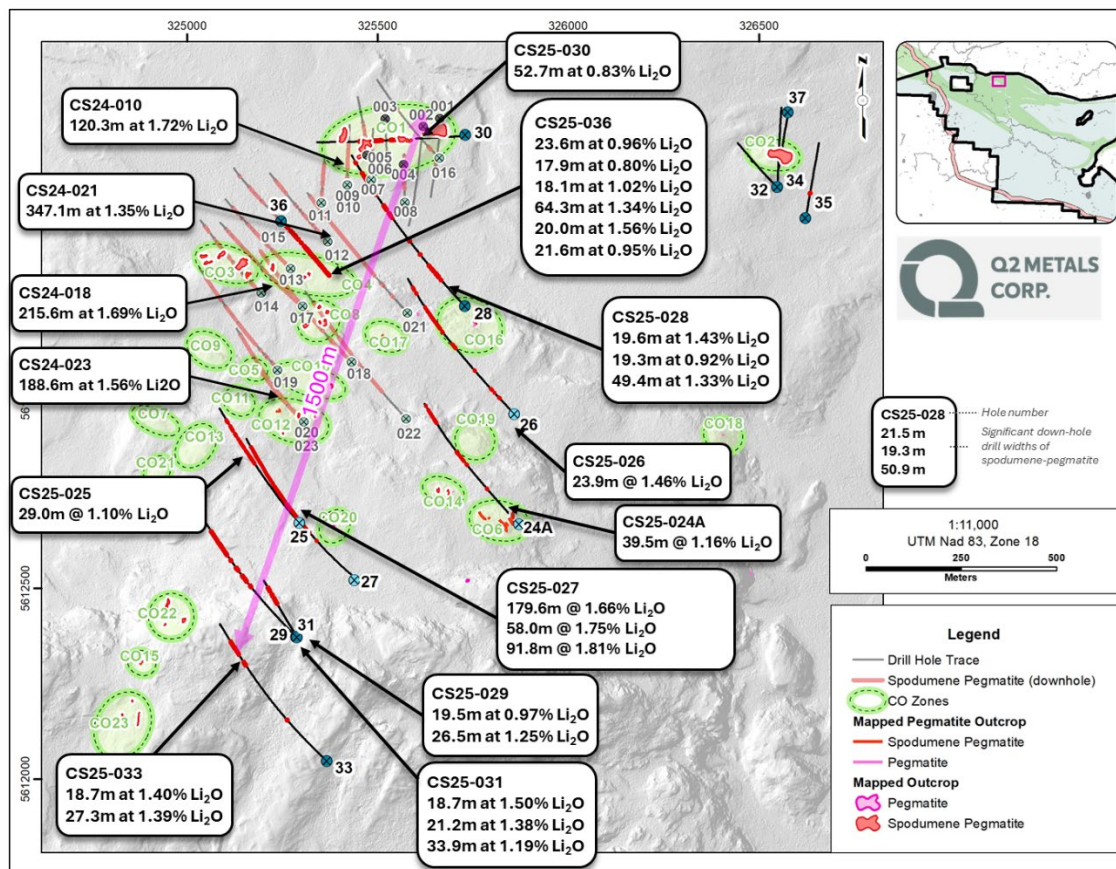 325000
325500
326000
326500
CS25-030
52.7m at 0.83% Li₂O
CS24-010
120.3m at 1.72% Li₂O
CS25-036
23.6m at 0.96% Li₂O
17.9m at 0.80% Li₂O
18.1m at 1.02% Li₂O
64.3m at 1.34% Li₂O
20.0m at 1.56% Li₂O
21.6m at 0.95% Li₂O
CS24-021
347.1m at 1.35% Li₂O
CS24-018
215.6m at 1.69% Li₂O
CS24-023
188.6m at 1.56% Li2O
CS25-028
19.6m at 1.43% Li₂O
19.3m at 0.92% Li₂O
49.4m at 1.33% Li₂O
CS25-026
23.9m @ 1.46% Li₂O
CS25-025
29.0m @ 1.10% Li₂O
CS25-024A
39.5m @ 1.16% Li₂O
CS25-027
179.6m @ 1.66% Li₂O
58.0m @ 1.75% Li₂O
91.8m @ 1.81% Li₂O
CS25-029
19.5m at 0.97% Li₂O
26.5m at 1.25% Li₂O
CS25-033
18.7m at 1.40% Li₂O
27.3m at 1.39% Li₂O
CS25-031
18.7m at 1.50% Li₂O
21.2m at 1.38% Li₂O
33.9m at 1.19% Li₂O
003
002
001
CO1
30
005
006
004
007
016
009
010
008
011
36
015
012
013
CO3
CO4
014
017
CO8
021
CO17
28
CO16
CO9
CO5
019
018
CO11
CO7
CO12
CO13
020
023
022
CO19
26
CO18
CO21
CO14
CO6
24A
25
CO20
27
1500 m
5612500
CO22
CO15
CO23
29
31
33
5612000
37
CO2
32
34
35
N
Q2 METALS
CORP.
CS25-028
Hole number
21.5 m
19.3 m
50.9 m
Significant down-hole
drill widths of
spodumene-pegmatite
1:11,000
UTM Nad 83, Zone 18
0
250
500
Meters
Legend
Drill Hole Trace
Spodumene Pegmatite (downhole)
CO Zones
Mapped Pegmatite Outcrop
Spodumene Pegmatite
Pegmatite
Mapped Outcrop
Pegmatite
Spodumene Pegmatite